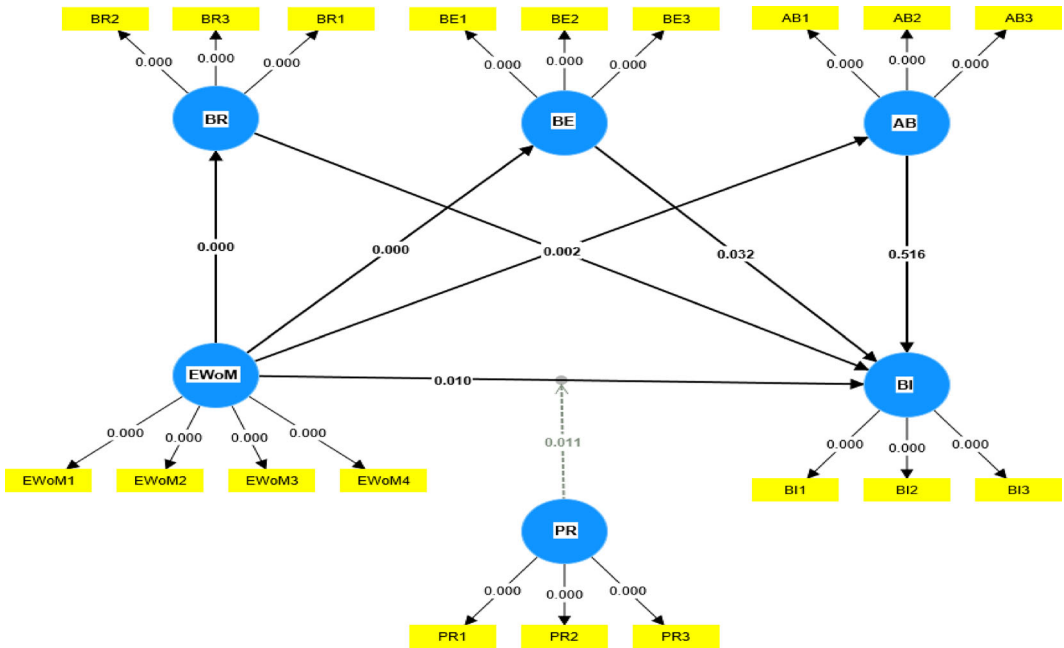 BR2 BR3 BR1 BE1 BE2 BE3 AB1 AB2 AB3
0.000 0.000 0.000 0.000 0.000 0.000 0.000 0.000 0.000
BR BE AB
0.000 0.000 0.002 0.032 0.516
EWoM 0.010 BI
0.000 0.000 0.000 0.000 0.011 0.000 0.000 0.000
EWoM1 EWoM2 EWoM3 EWoM4 BI1 BI2 BI3
PR
0.000 0.000 0.000
PR1 PR2 PR3